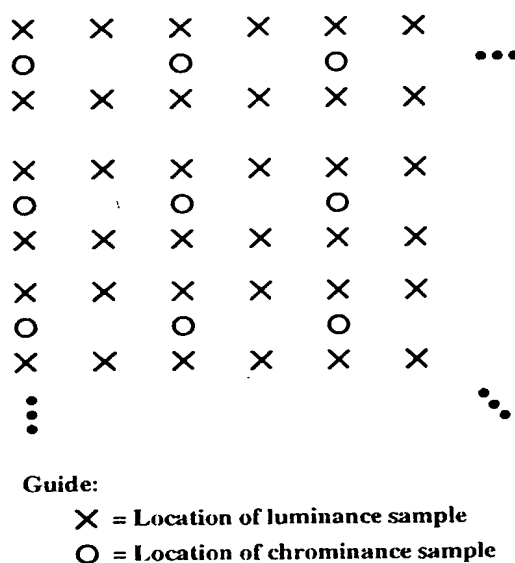 Guide:
× = Location of luminance sample
O = Location of chrominance sample